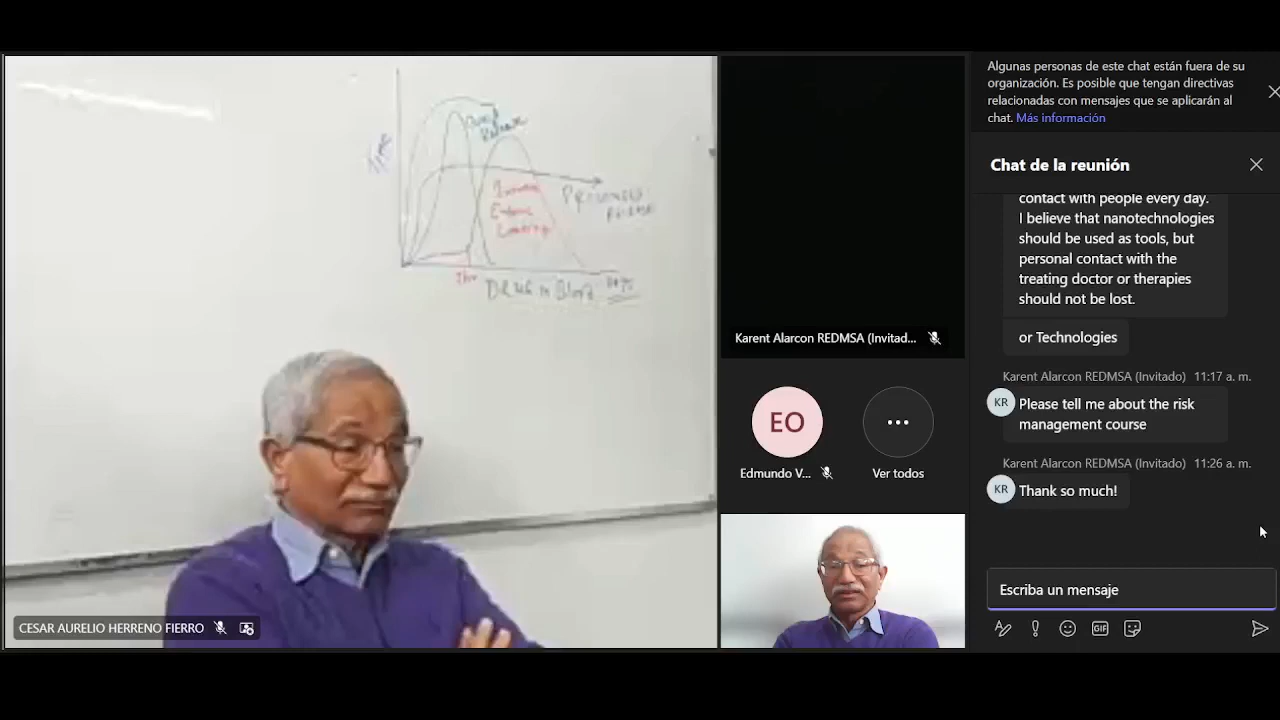 Release
Enteric
Coating
Release
DRUG in Blood
Karent Alarcon REDMSA (Invitad...
EO
Edmundo V...
Ver todos
CESAR AURELIO HERRENO FIERRO
Algunas personas de este chat están fuera de su
organización. Es posible que tengan directivas
relacionadas con mensajes que se aplicarán al
chat. Más información
Chat de la reunión
contact with people every day.
I believe that nanotechnologies
should be used as tools, but
personal contact with the
treating doctor or therapies
should not be lost.
or Technologies
Karent Alarcon REDMSA (Invitado) 11:17 a. m.
KR
Please tell me about the risk
management course
Karent Alarcon REDMSA (Invitado) 11:26 a. m.
KR
Thank so much!
Escriba un mensaje
GIF